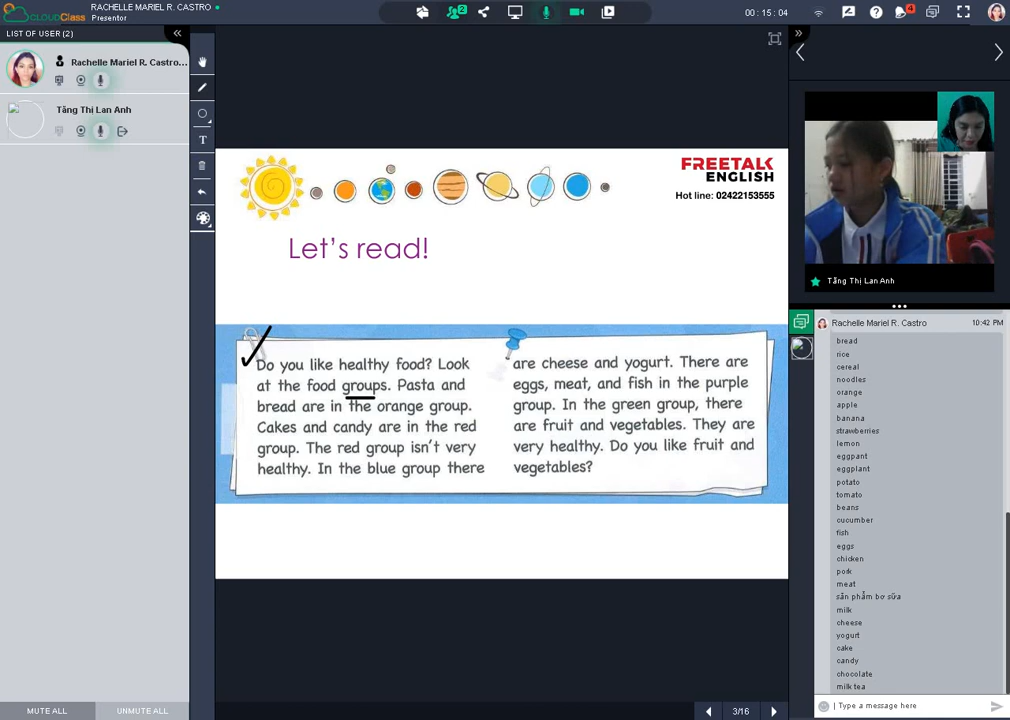 CLOUDCLASS
RACHELLE MARIEL R. CASTRO
Presentor
2
00 : 15 : 04
4
LIST OF USER (2)
Rachelle Mariel R. Castro...
Tăng Thị Lan Anh
T
FREETALK
ENGLISH
Hot line: 02422153555
Let's read!
Do you like healthy food? Look
at the food groups. Pasta and
bread are in the orange group.
Cakes and candy are in the red
group. The red group isn't very
healthy. In the blue group there
are cheese and yogurt. There are
eggs, meat, and fish in the purple
group. In the green group, there
are fruit and vegetables. They are
very healthy. Do you like fruit and
vegetables?
Tăng Thị Lan Anh
Rachelle Mariel R. Castro 10:42 PM
bread
rice
cereal
noodles
orange
apple
banana
strawberries
lemon
eggpant
eggplant
potato
tomato
beans
cucumber
fish
eggs
chicken
pork
meat
sản phẩm bơ sữa
milk
cheese
yogurt
cake
candy
chocolate
milk tea
MUTE ALL
UNMUTE ALL
3/16
Type a message here